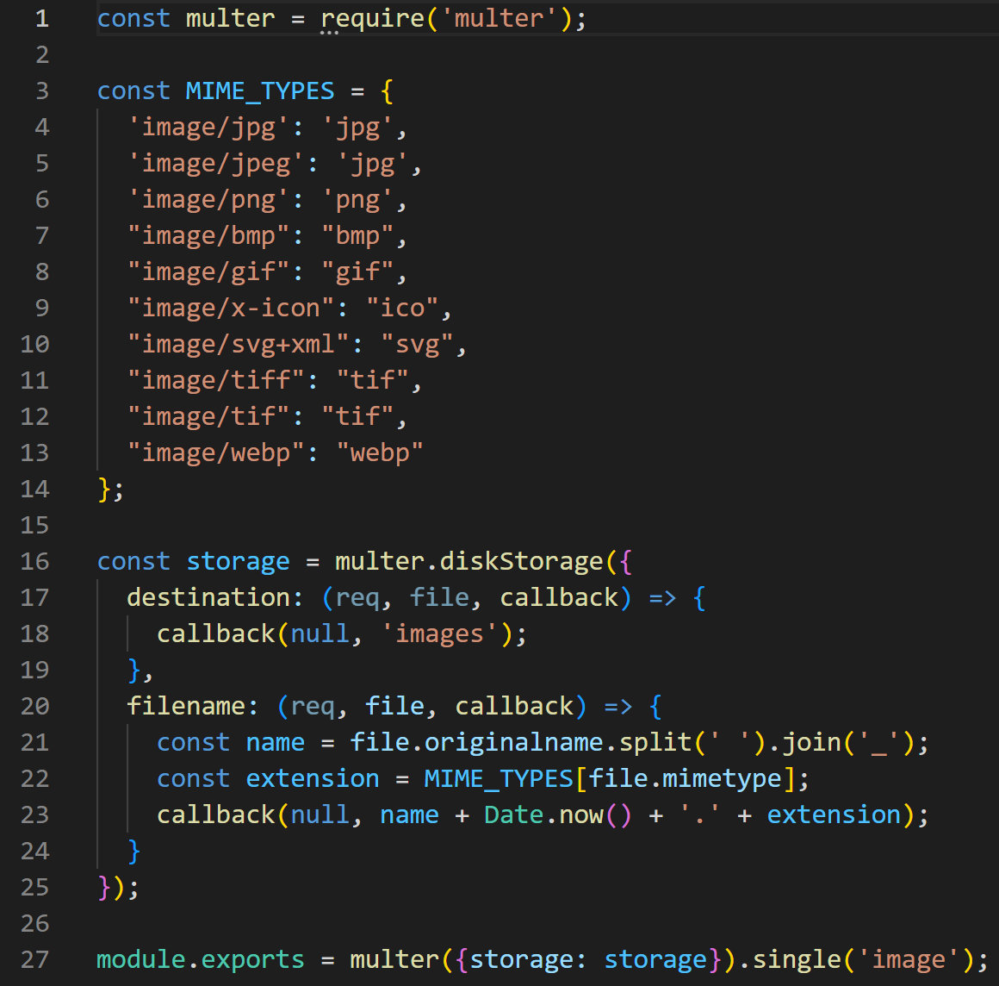 1 const multer = require('multer');
2
3 const MIME_TYPES = {
4   'image/jpg': 'jpg',
5   'image/jpeg': 'jpg',
6   'image/png': 'png',
7   "image/bmp": "bmp",
8   "image/gif": "gif",
9   "image/x-icon": "ico",
10   "image/svg+xml": "svg",
11   "image/tiff": "tif",
12   "image/tif": "tif",
13   "image/webp": "webp"
14 };
15
16 const storage = multer.diskStorage({
17   destination: (req, file, callback) => {
18     callback(null, 'images');
19   },
20   filename: (req, file, callback) => {
21     const name = file.originalname.split(' ').join('_');
22     const extension = MIME_TYPES[file.mimetype];
23     callback(null, name + Date.now() + '.' + extension);
24   }
25 });
26
27 module.exports = multer({storage: storage}).single('image');